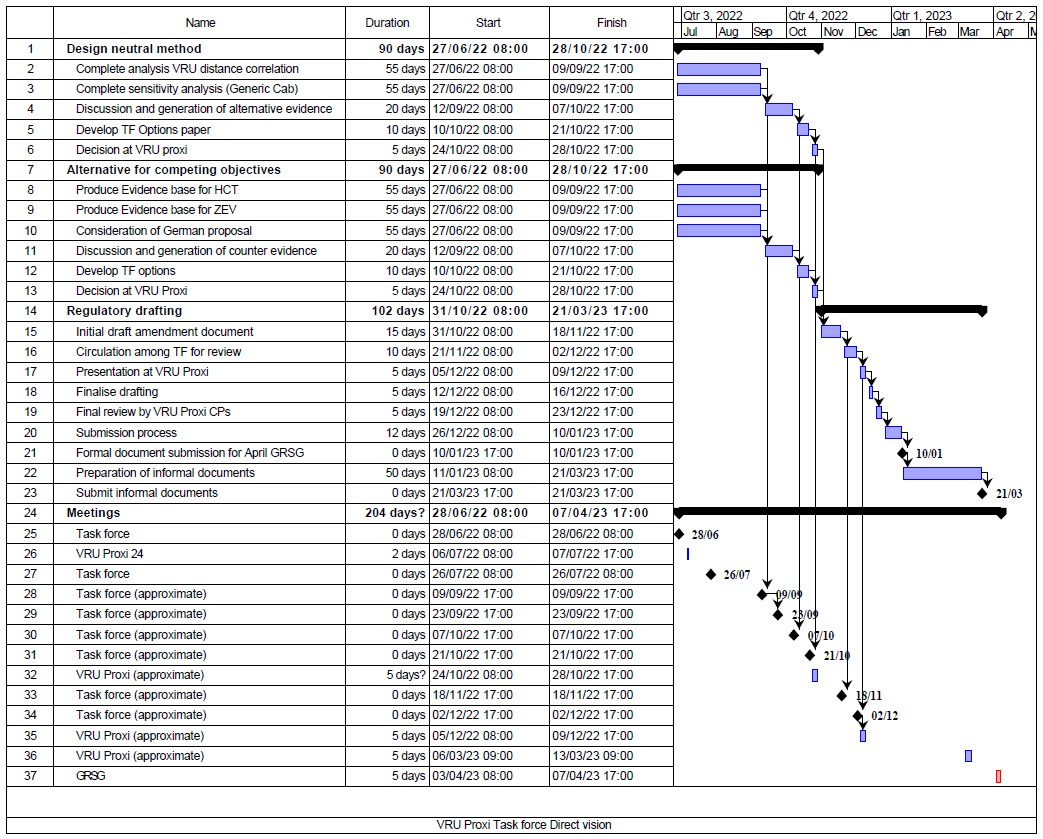 Name Duration Start Finish Qtr 3, 2022 Qtr 4, 2022 Qtr 1, 2023 Qtr 2, 2
Jul Aug Sep Oct Nov Dec Jan Feb Mar Apr M
1 Design neutral method 90 days 27/06/22 08:00 28/10/22 17:00
2 Complete analysis VRU distance correlation 55 days 27/06/22 08:00 09/09/22 17:00
3 Complete sensitivity analysis (Generic Cab) 55 days 27/06/22 08:00 09/09/22 17:00
4 Discussion and generation of alternative evidence 20 days 12/09/22 08:00 07/10/22 17:00
5 Develop TF Options paper 10 days 10/10/22 08:00 21/10/22 17:00
6 Decision at VRU proxi 5 days 24/10/22 08:00 28/10/22 17:00
7 Alternative for competing objectives 90 days 27/06/22 08:00 28/10/22 17:00
8 Produce Evidence base for HCT 55 days 27/06/22 08:00 09/09/22 17:00
9 Produce Evidence base for ZEV 55 days 27/06/22 08:00 09/09/22 17:00
10 Consideration of German proposal 55 days 27/06/22 08:00 09/09/22 17:00
11 Discussion and generation of counter evidence 20 days 12/09/22 08:00 07/10/22 17:00
12 Develop TF options 10 days 10/10/22 08:00 21/10/22 17:00
13 Decision at VRU Proxi 5 days 24/10/22 08:00 28/10/22 17:00
14 Regulatory drafting 102 days 31/10/22 08:00 21/03/23 17:00
15 Initial draft amendment document 15 days 31/10/22 08:00 18/11/22 17:00
16 Circulation among TF for review 10 days 21/11/22 08:00 02/12/22 17:00
17 Presentation at VRU Proxi 5 days 05/12/22 08:00 09/12/22 17:00
18 Finalise drafting 5 days 12/12/22 08:00 16/12/22 17:00
19 Final review by VRU Proxi CPs 5 days 19/12/22 08:00 23/12/22 17:00
20 Submission process 12 days 26/12/22 08:00 10/01/23 17:00
21 Formal document submission for April GRSG 0 days 10/01/23 17:00 10/01/23 17:00 10/01
22 Preparation of informal documents 50 days 11/01/23 08:00 21/03/23 17:00
23 Submit informal documents 0 days 21/03/23 17:00 21/03/23 17:00 21/03
24 Meetings 204 days? 28/06/22 08:00 07/04/23 17:00
25 Task force 0 days 28/06/22 08:00 28/06/22 08:00 28/06
26 VRU Proxi 24 2 days 06/07/22 08:00 07/07/22 17:00
27 Task force 0 days 26/07/22 08:00 26/07/22 08:00 26/07
28 Task force (approximate) 0 days 09/09/22 17:00 09/09/22 17:00 09/09
29 Task force (approximate) 0 days 23/09/22 17:00 23/09/22 17:00 23/09
30 Task force (approximate) 0 days 07/10/22 17:00 07/10/22 17:00 07/10
31 Task force (approximate) 0 days 21/10/22 17:00 21/10/22 17:00 21/10
32 VRU Proxi (approximate) 5 days? 24/10/22 08:00 28/10/22 17:00
33 Task force (approximate) 0 days 18/11/22 17:00 18/11/22 17:00 18/11
34 Task force (approximate) 0 days 02/12/22 17:00 02/12/22 17:00 02/12
35 VRU Proxi (approximate) 5 days 05/12/22 08:00 09/12/22 17:00
36 VRU Proxi (approximate) 5 days 06/03/23 09:00 13/03/23 09:00
37 GRSG 5 days 03/04/23 08:00 07/04/23 17:00
VRU Proxi Task force Direct vision